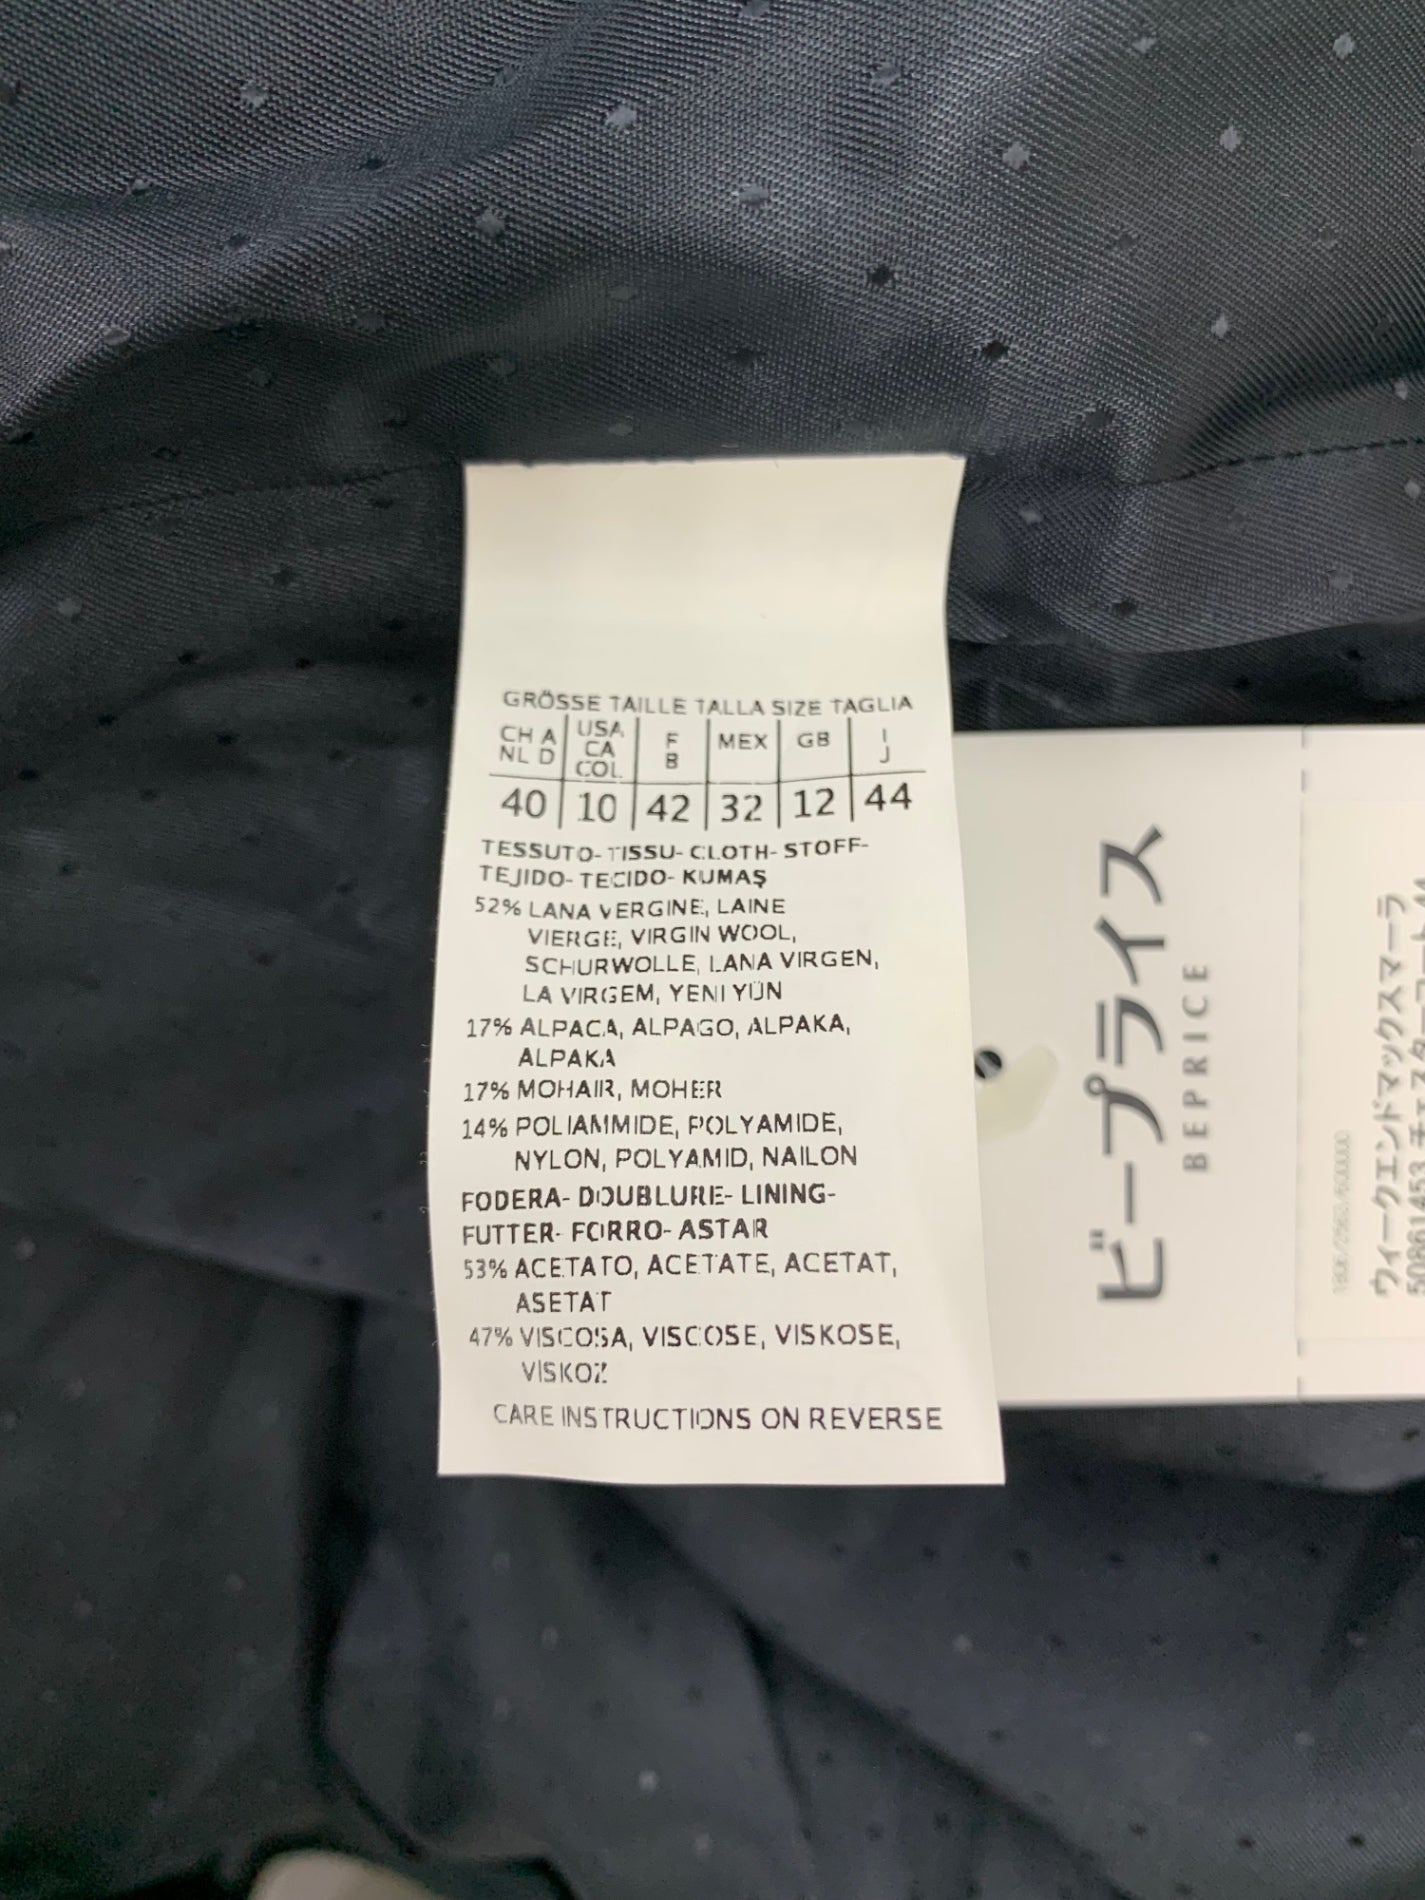 GRÖSSE TAILLE TALLA SIZE TAGLIA
CH A NL D | USA CA COL | F B | MEX | GB | I J
40 | 10 | 42 | 32 | 12 | 44
TESSUTO- TISSU- CLOTH- STOFF-
TEJIDO- TECIDO- KUMAŞ
52% LANA VERGINE, LAINE
VIERGE, VIRGIN WOOL,
SCHURWOLLE, LANA VIRGEN,
LA VIRGEM, YENI YÜN
17% ALPACA, ALPAGO, ALPAKA,
ALPAKA
17% MOHAIR, MOHER
14% POLIAMMIDE, POLYAMIDE,
NYLON, POLYAMID, NAILON
FODERA- DOUBLURE- LINING-
FUTTER- FORRO- ASTAR
53% ACETATO, ACETATE, ACETAT,
ASETAT
47% VISCOSA, VISCOSE, VISKOSE,
VISKOZ
CARE INSTRUCTIONS ON REVERSE
ビープライス
BEPRICE
ウィークエンドマックスマーラ